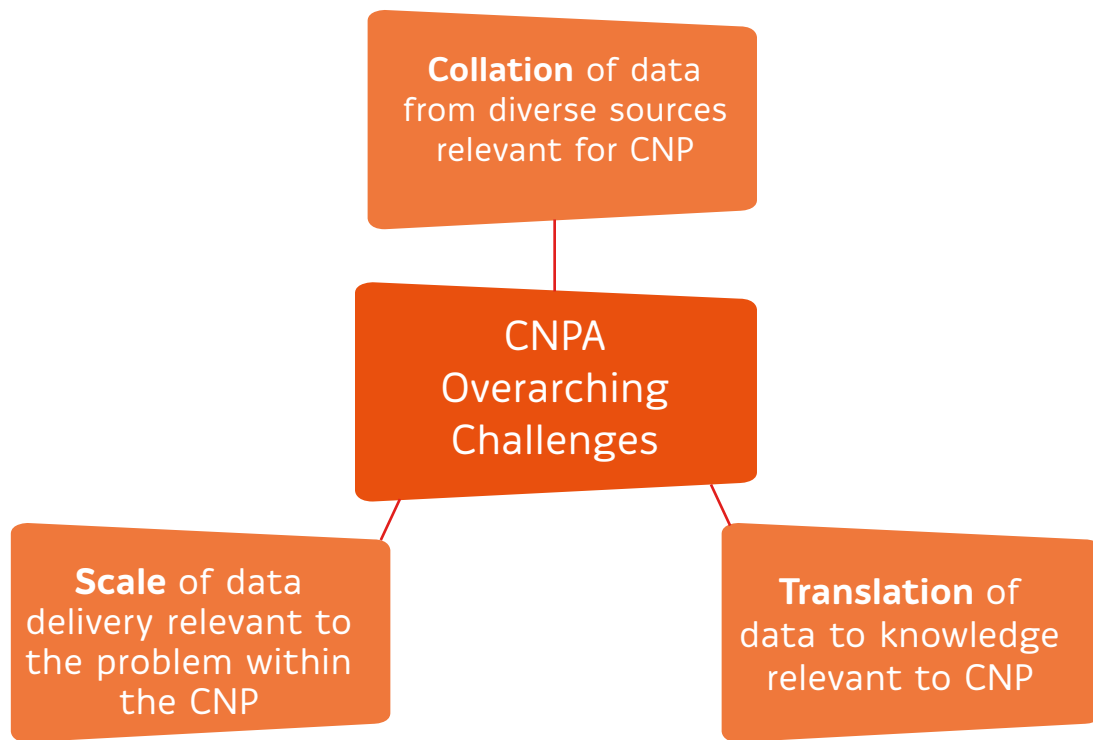 Collation of data
from diverse sources
relevant for CNP
CNPA
Overarching
Challenges
Scale of data
delivery relevant to
the problem within
the CNP
Translation of
data to knowledge
relevant to CNP